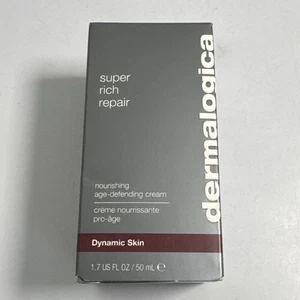 super
rich
repair
dermalogica
nourishing
age-defending cream
crème nourrissante
pro-âge
Dynamic Skin
1.7 US FL OZ / 50 mL ℮